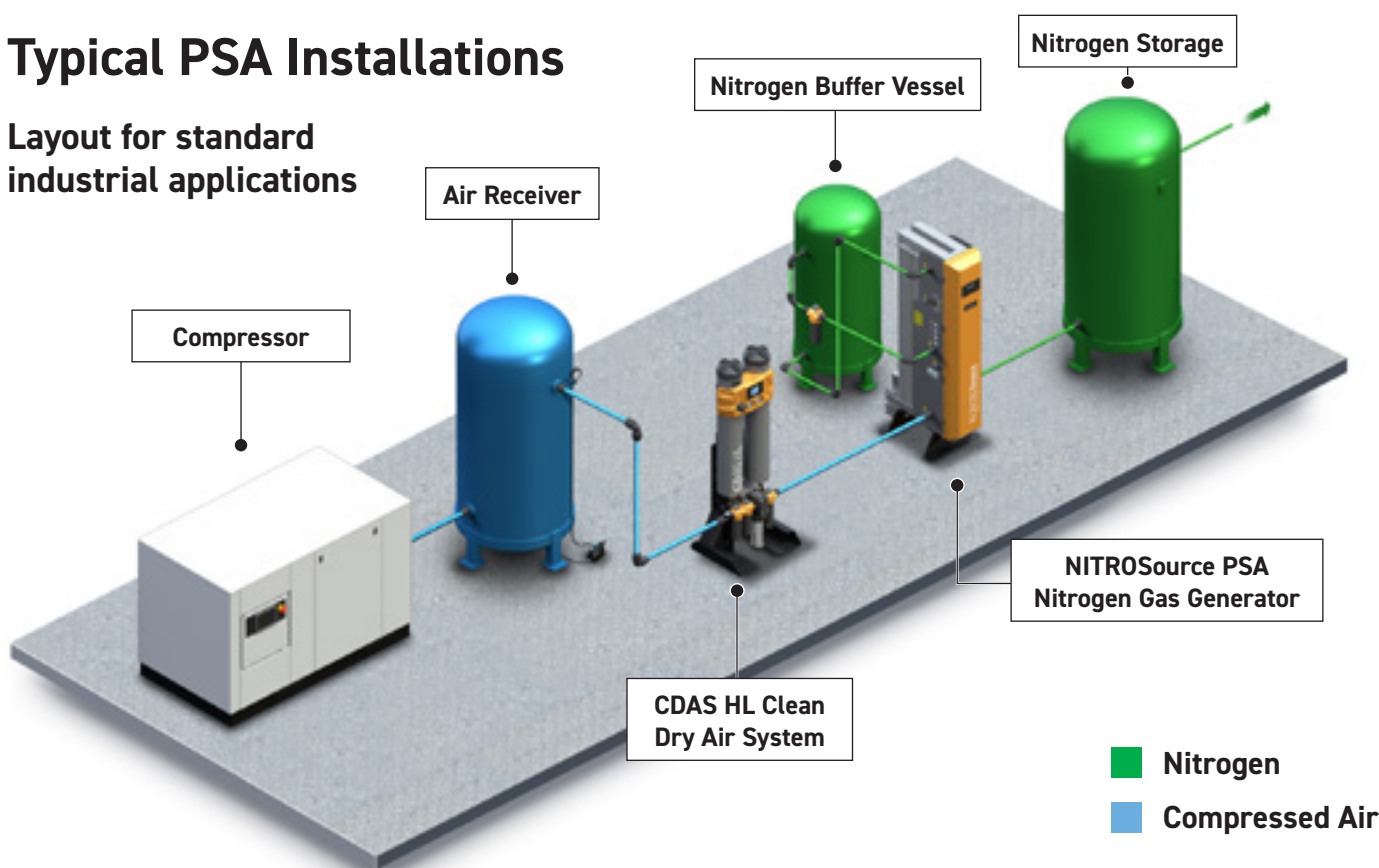 Typical PSA Installations
Layout for standard
industrial applications
Nitrogen Storage
Nitrogen Buffer Vessel
Air Receiver
Compressor
NITROSource PSA
Nitrogen Gas Generator
CDAS HL Clean
Dry Air System
Nitrogen
Compressed Air